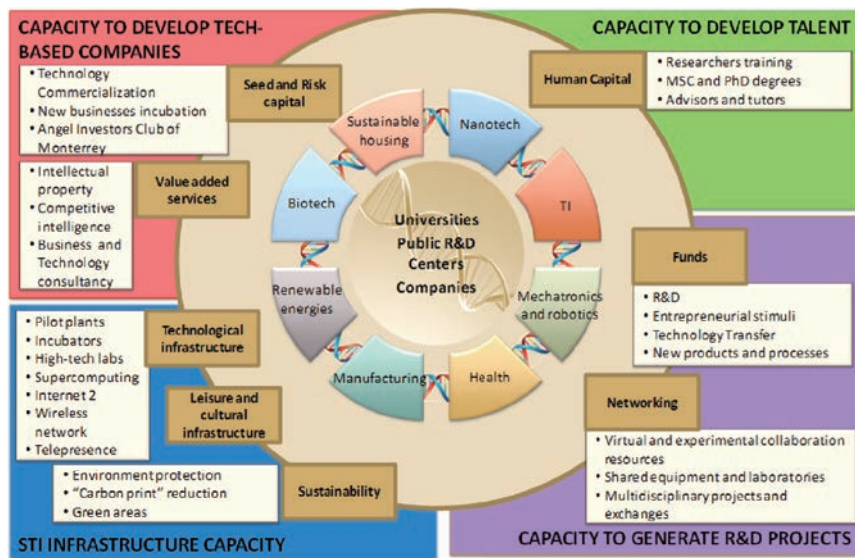 CAPACITY TO DEVELOP TECH-
BASED COMPANIES
• Technology
Commercialization
• New businesses incubation
• Angel Investors Club of
Monterrey
Seed and Risk
capital
• Intellectual
property
• Competitive
intelligence
• Business and
Technology
consultancy
Value added
services
CAPACITY TO DEVELOP TALENT
Human Capital
• Researchers training
• MSC and PhD degrees
• Advisors and tutors
Sustainable
housing
Nanotech
Biotech
TI
Universities
Public R&D
Centers
Companies
Renewable
energies
Mechatronics
and robotics
Manufacturing
Health
Funds
• R&D
• Entrepreneurial stimuli
• Technology Transfer
• New products and processes
• Pilot plants
• Incubators
• High-tech labs
• Supercomputing
• Internet 2
• Wireless
network
• Telepresence
Technological
infrastructure
Leisure and
cultural
infrastructure
• Environment protection
• “Carbon print” reduction
• Green areas
Sustainability
STI INFRASTRUCTURE CAPACITY
Networking
• Virtual and experimental collaboration
resources
• Shared equipment and laboratories
• Multidisciplinary projects and
exchanges
CAPACITY TO GENERATE R&D PROJECTS